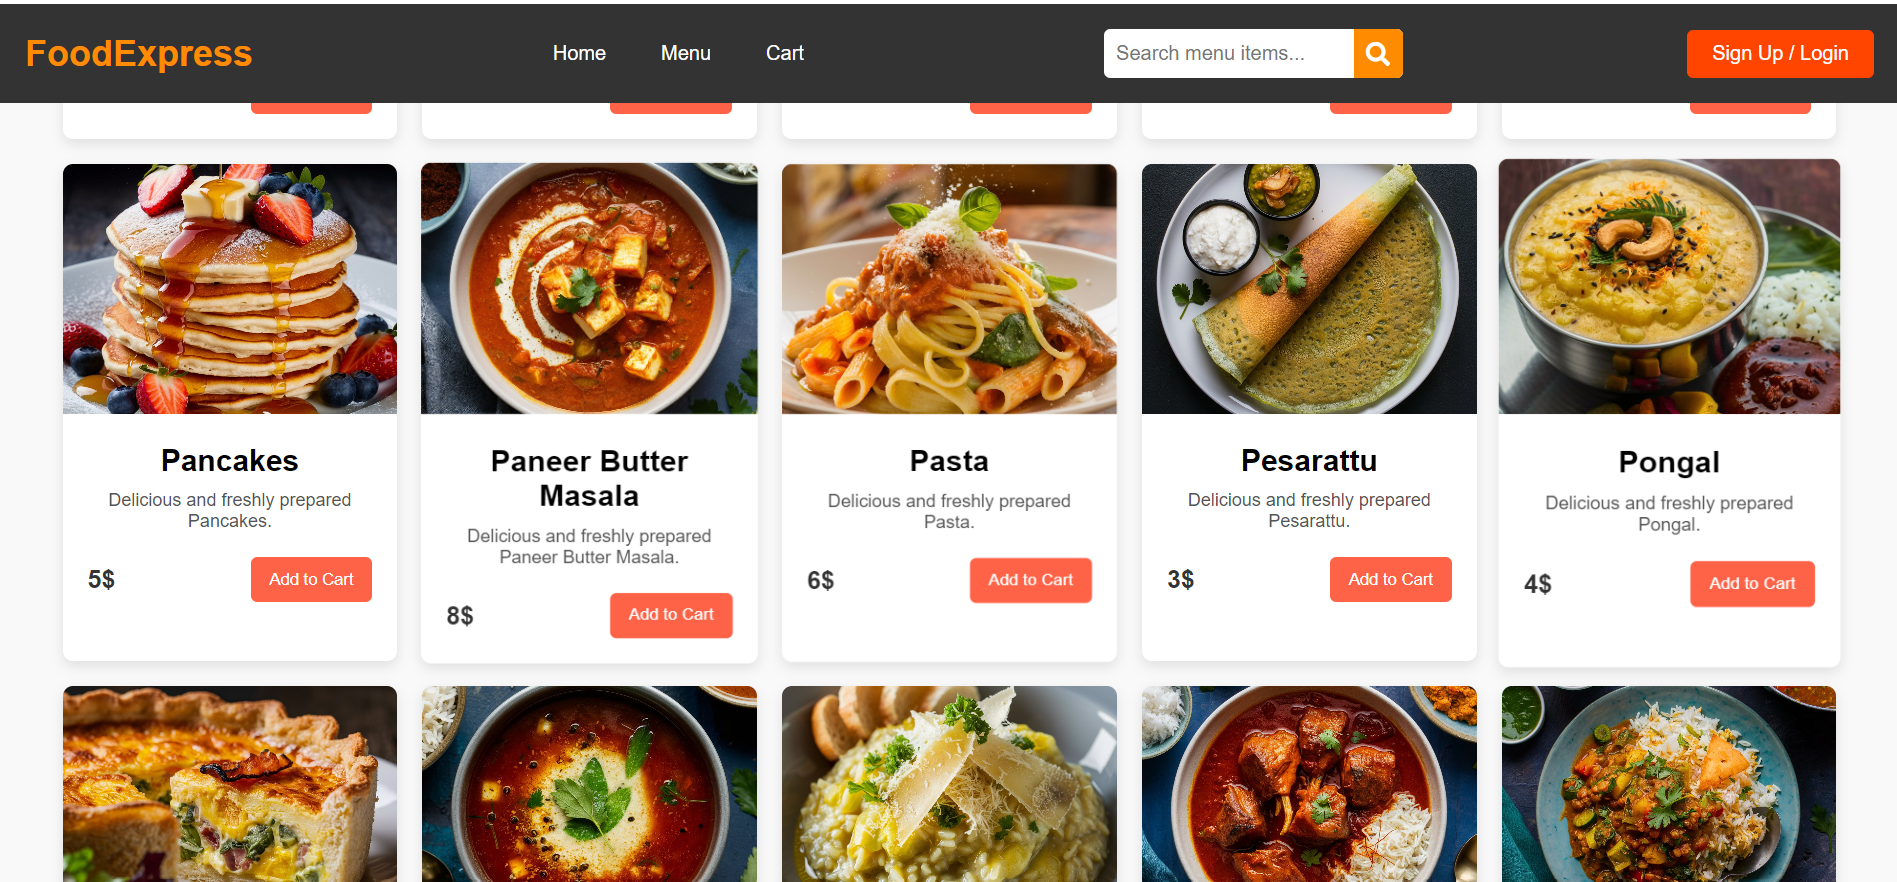 FoodExpress
Home
Menu
Cart
Search menu items...
Sign Up / Login
Pancakes
Delicious and freshly prepared
Pancakes.
5$
Add to Cart
Paneer Butter
Masala
Delicious and freshly prepared
Paneer Butter Masala.
8$
Add to Cart
Pasta
Delicious and freshly prepared
Pasta.
6$
Add to Cart
Pesarattu
Delicious and freshly prepared
Pesarattu.
3$
Add to Cart
Pongal
Delicious and freshly prepared
Pongal.
4$
Add to Cart